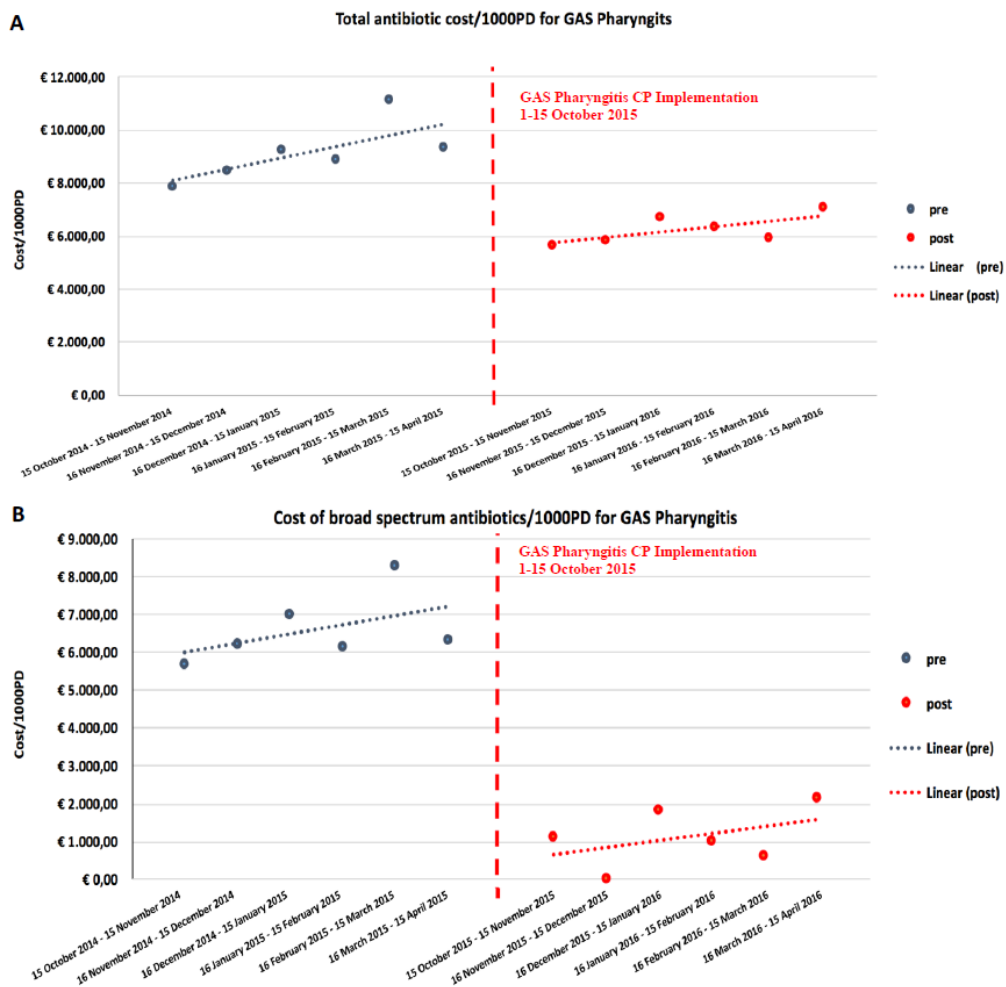 A
Total antibiotic cost/1000PD for GAS Pharyngits
€ 12.000,00
€ 10.000,00
€ 8.000,00
€ 6.000,00
€ 4.000,00
€ 2.000,00
€ 0,00
Cost/1000PD
GAS Pharyngitis CP Implementation
1-15 October 2015
pre
post
Linear (pre)
Linear (post)
15 October 2014 - 15 November 2014
16 November 2014 - 15 December 2014
16 December 2014 - 15 January 2015
16 January 2015 - 15 February 2015
16 February 2015 - 15 March 2015
16 March 2015 - 15 April 2015
15 October 2015 - 15 November 2015
16 November 2015 - 15 December 2015
16 December 2015 - 15 January 2016
16 January 2016 - 15 February 2016
16 February 2016 - 15 March 2016
16 March 2016 - 15 April 2016
B
Cost of broad spectrum antibiotics/1000PD for GAS Pharyngitis
€ 9.000,00
€ 8.000,00
€ 7.000,00
€ 6.000,00
€ 5.000,00
€ 4.000,00
€ 3.000,00
€ 2.000,00
€ 1.000,00
€ 0,00
Cost/1000PD
GAS Pharyngitis CP Implementation
1-15 October 2015
pre
post
Linear (pre)
Linear (post)
15 October 2014 - 15 November 2014
16 November 2014 - 15 December 2014
16 December 2014 - 15 January 2015
16 January 2015 - 15 February 2015
16 February 2015 - 15 March 2015
16 March 2015 - 15 April 2015
15 October 2015 - 15 November 2015
16 November 2015 - 15 December 2015
16 December 2015 - 15 January 2016
16 January 2016 - 15 February 2016
16 February 2016 - 15 March 2016
16 March 2016 - 15 April 2016